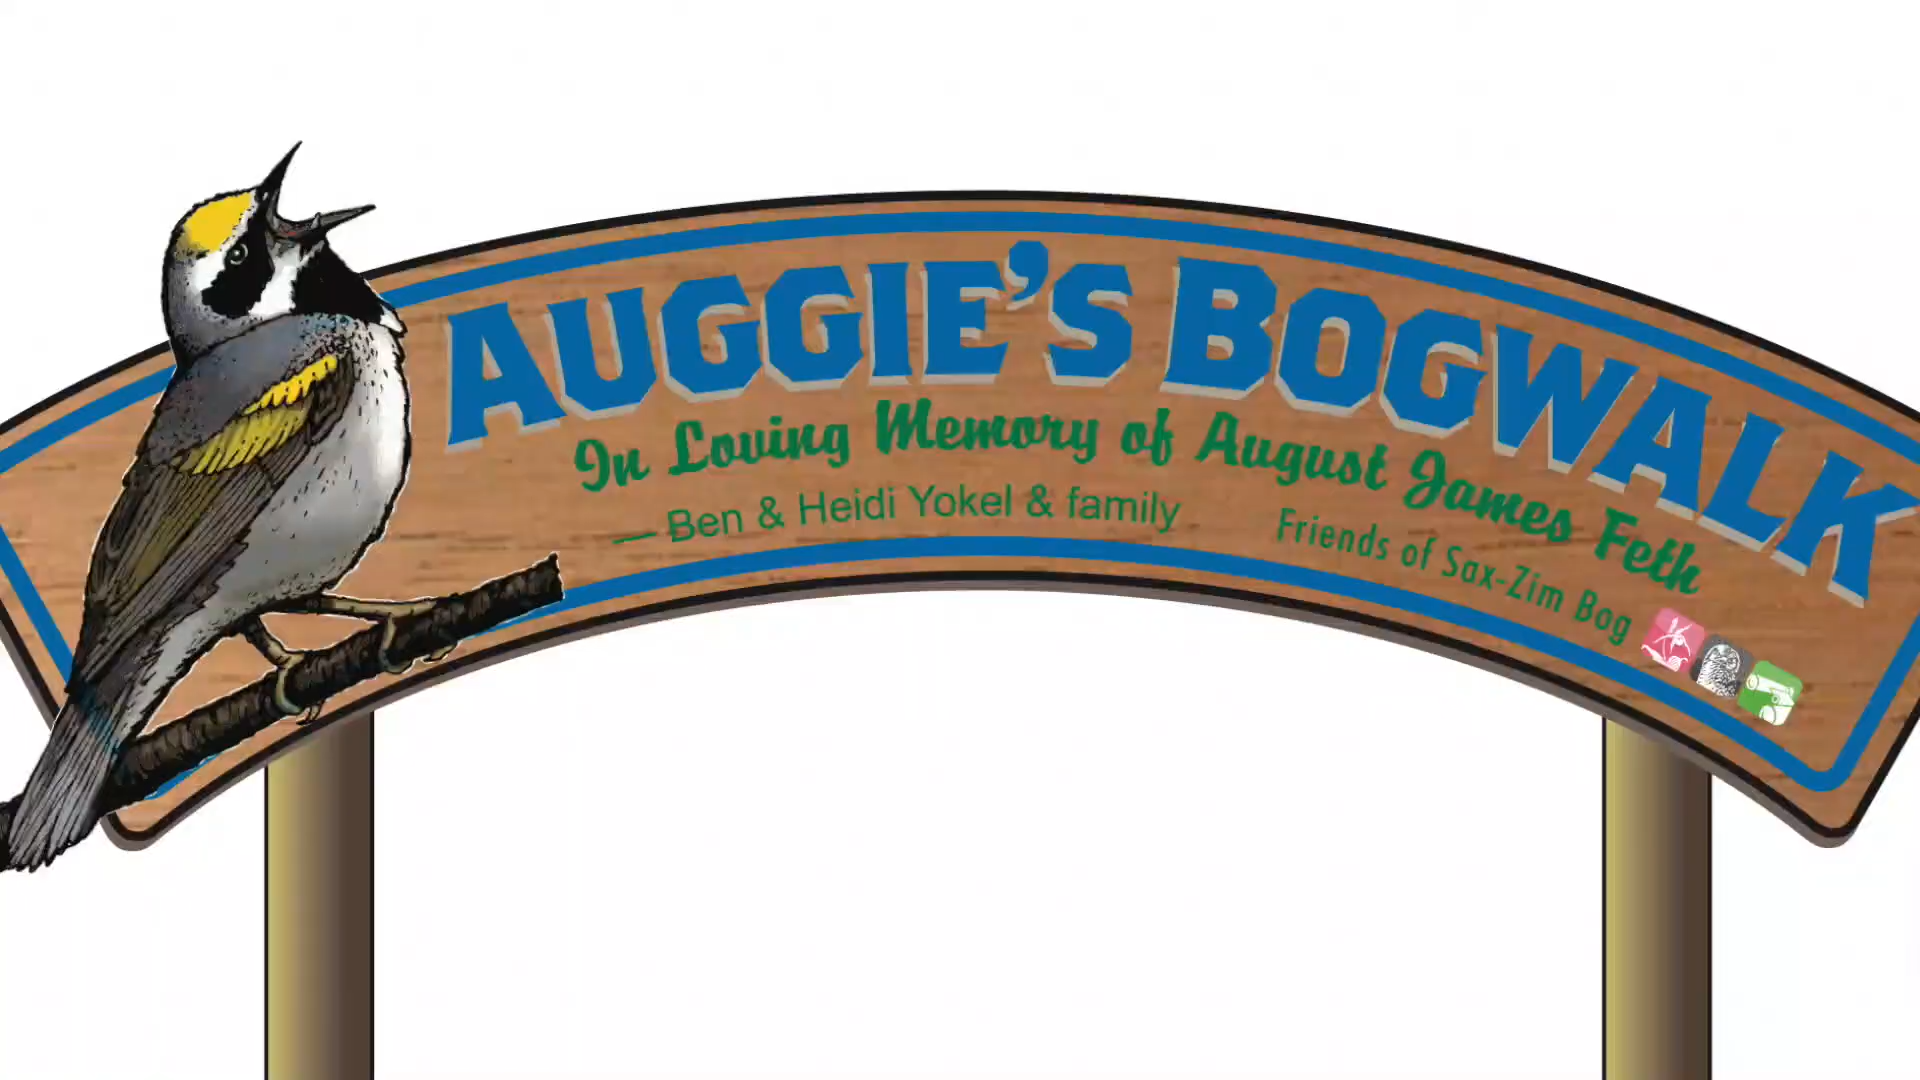 AUGGIE'S BOGWALK
In Loving Memory of August James Feth
— Ben & Heidi Yokel & family
Friends of Sax-Zim Bog